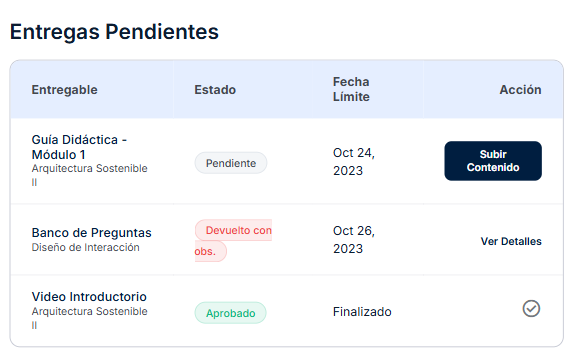 Entregas Pendientes
Entregable
Estado
Fecha
Límite
Acción
Guía Didáctica -
Módulo 1
Arquitectura Sostenible
II
Pendiente
Oct 24,
2023
Subir
Contenido
Banco de Preguntas
Diseño de Interacción
Devuelto con
obs.
Oct 26,
2023
Ver Detalles
Video Introductorio
Arquitectura Sostenible
II
Aprobado
Finalizado